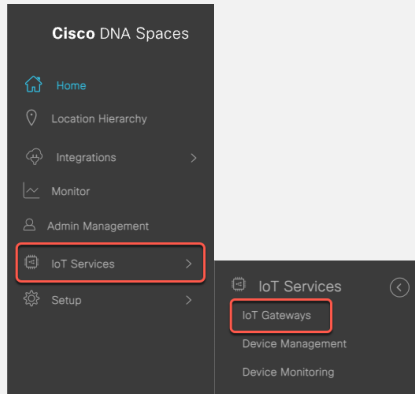 Cisco DNA Spaces
Home
Location Hierarchy
Integrations
Monitor
Admin Management
IoT Services
Setup
IoT Services
IoT Gateways
Device Management
Device Monitoring